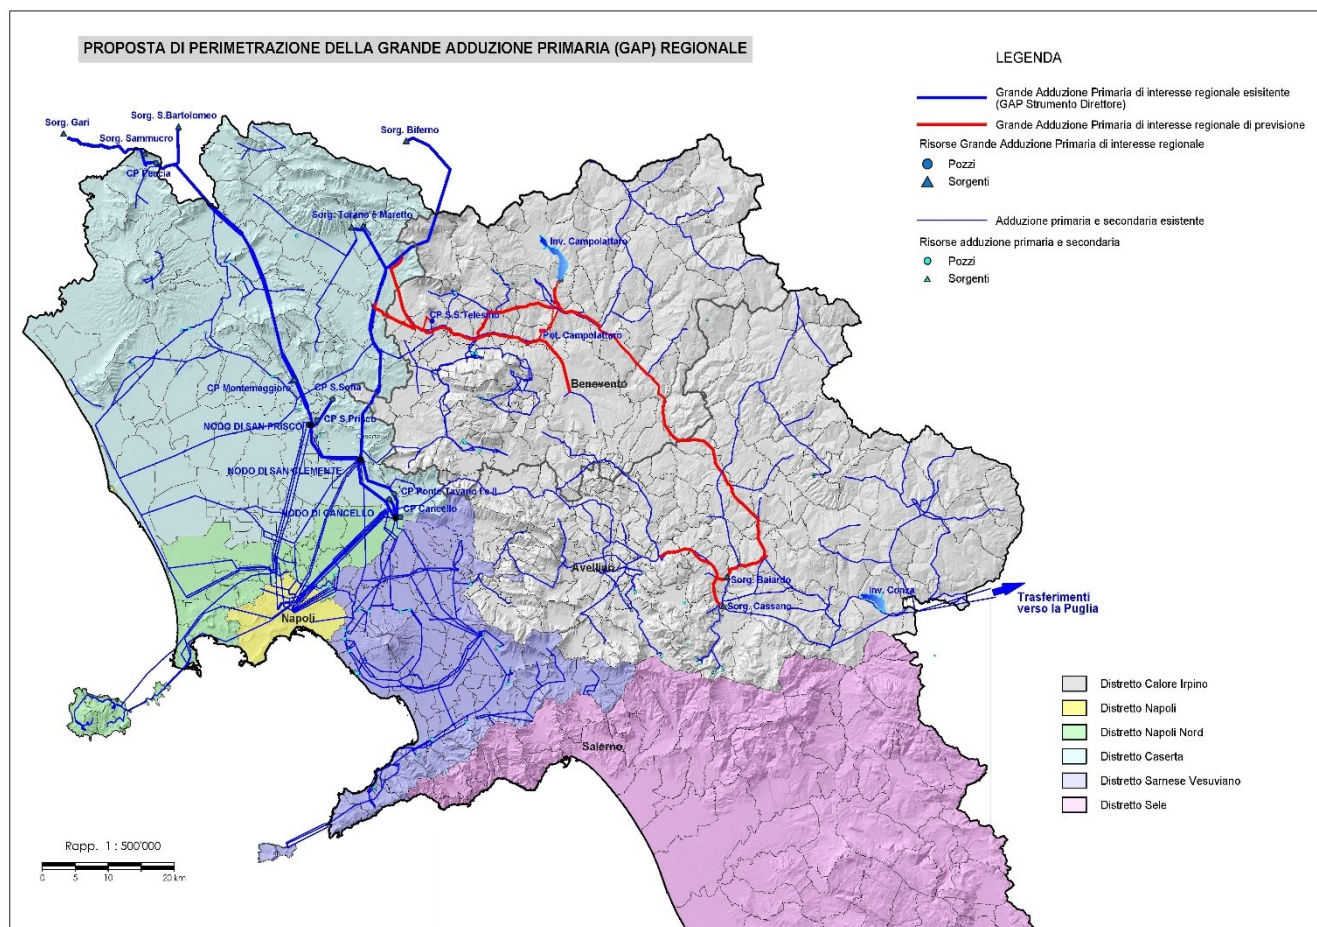 PROPOSTA DI PERIMETRAZIONE DELLA GRANDE ADDUZIONE PRIMARIA (GAP) REGIONALE
LEGENDA
Grande Adduzione Primaria di interesse regionale esisitente
(GAP Strumento Direttore)
Grande Adduzione Primaria di interesse regionale di previsione
Risorse Grande Adduzione Primaria di interesse regionale
Pozzi
Sorgenti
Adduzione primaria e secondaria esistente
Risorse adduzione primaria e secondaria
Pozzi
Sorgenti
Sorg. Gari
Sorg. S.Bartolomeo
Sorg. Sammucro
CP Peccia
Sorg. Biferno
Sorg. Torano & Maretto
Inv. Campolattaro
CP S.S.Telesino
Pot. Campolattaro
CP Montemaggiore
CP S.Sofia
Benevento
CP S.Prisco
NODO DI SAN PRISCO
Caserta
NODO DI SAN CLEMENTE
CP Ponte Tavano I e II
NODO DI CANCELLO
CP Cancello
Avellino
Sorg. Baiardo
Inv. Conza
Sorg. Cassano
Trasferimenti
verso la Puglia
Napoli
Salerno
Distretto Calore Irpino
Distretto Napoli
Distretto Napoli Nord
Distretto Caserta
Distretto Sarnese Vesuviano
Distretto Sele
Rapp. 1 : 500'000
0 5 10 20 km